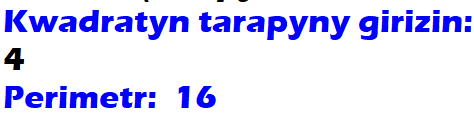 Kwadratyn tarapyny girizin:
4
Perimetr: 16